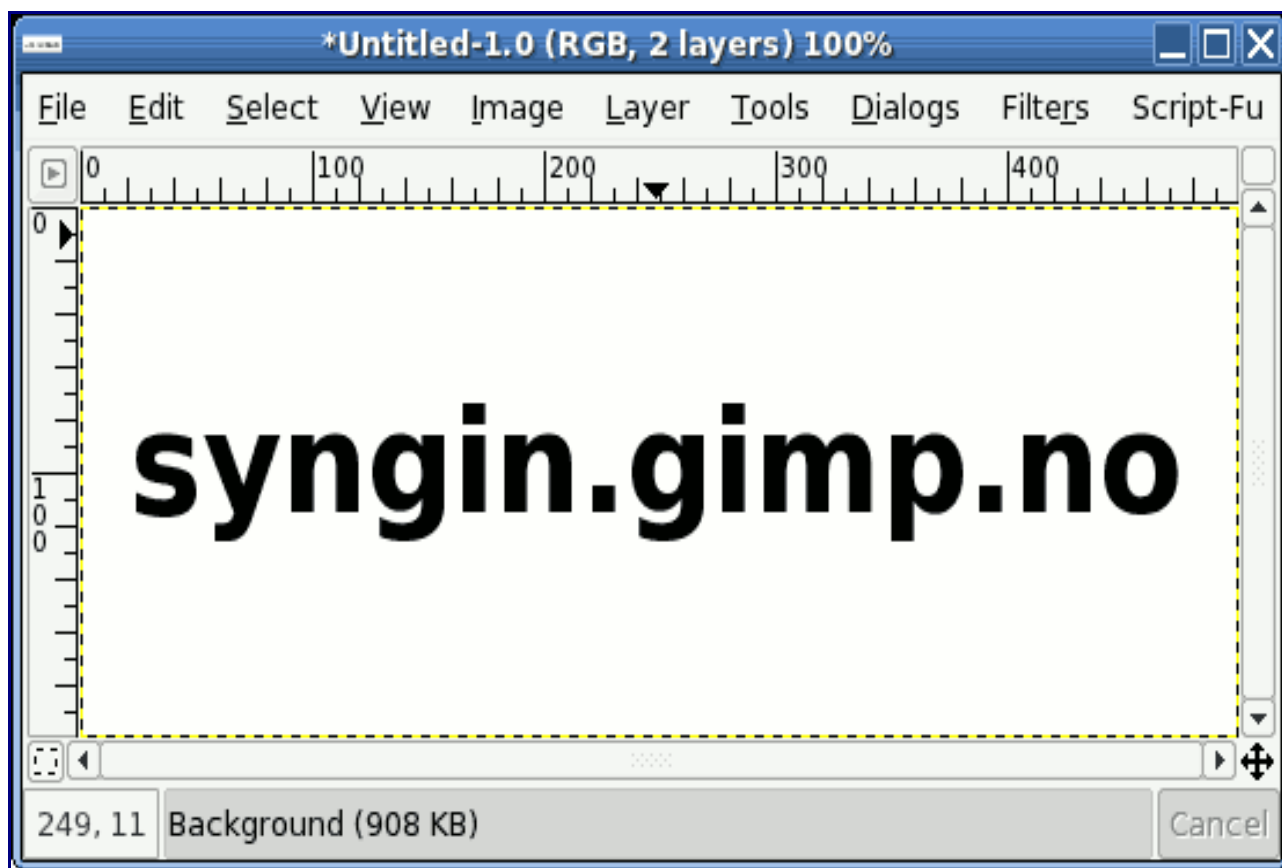 *Untitled-1.0 (RGB, 2 layers) 100%
File Edit Select View Image Layer Tools Dialogs Filters Script-Fu
0 100 200 300 400
0
100
syngin.gimp.no
249, 11 Background (908 KB) Cancel